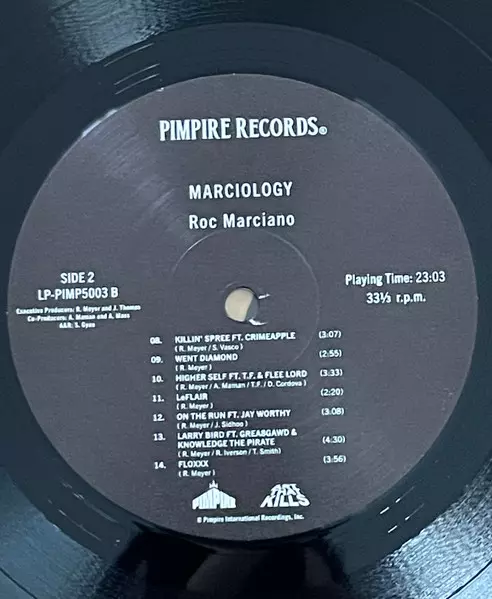 PIMPIRE RECORDS®
MARCIOLOGY
Roc Marciano
SIDE 2
LP-PIMP5003 B
Executive Producers: R. Meyer and J. Thomas
Co-Producers: A. Maman and A. Mass
A&R: S. Gyen
Playing Time: 23:03
33⅓ r.p.m.
08. KILLIN' SPREE FT. CRIMEAPPLE (3:07)
( R. Meyer / S. Vasco )
09. WENT DIAMOND (2:55)
( R. Meyer )
10. HIGHER SELF FT. T.F. & FLEE LORD (3:33)
( R. Meyer / A. Maman / T.F. / D. Cordova )
11. LeFLAIR (2:20)
( R. Meyer )
12. ON THE RUN FT. JAY WORTHY (3:08)
( R. Meyer / J. Sidhoo )
13. LARRY BIRD FT. GREA8GAWD &
KNOWLEDGE THE PIRATE (4:30)
( R. Meyer / R. Iverson / T. Smith )
14. FLOXXX (3:56)
( R. Meyer )
PIMPIRE
ART THAT KILLS
© Pimpire International Recordings, Inc.